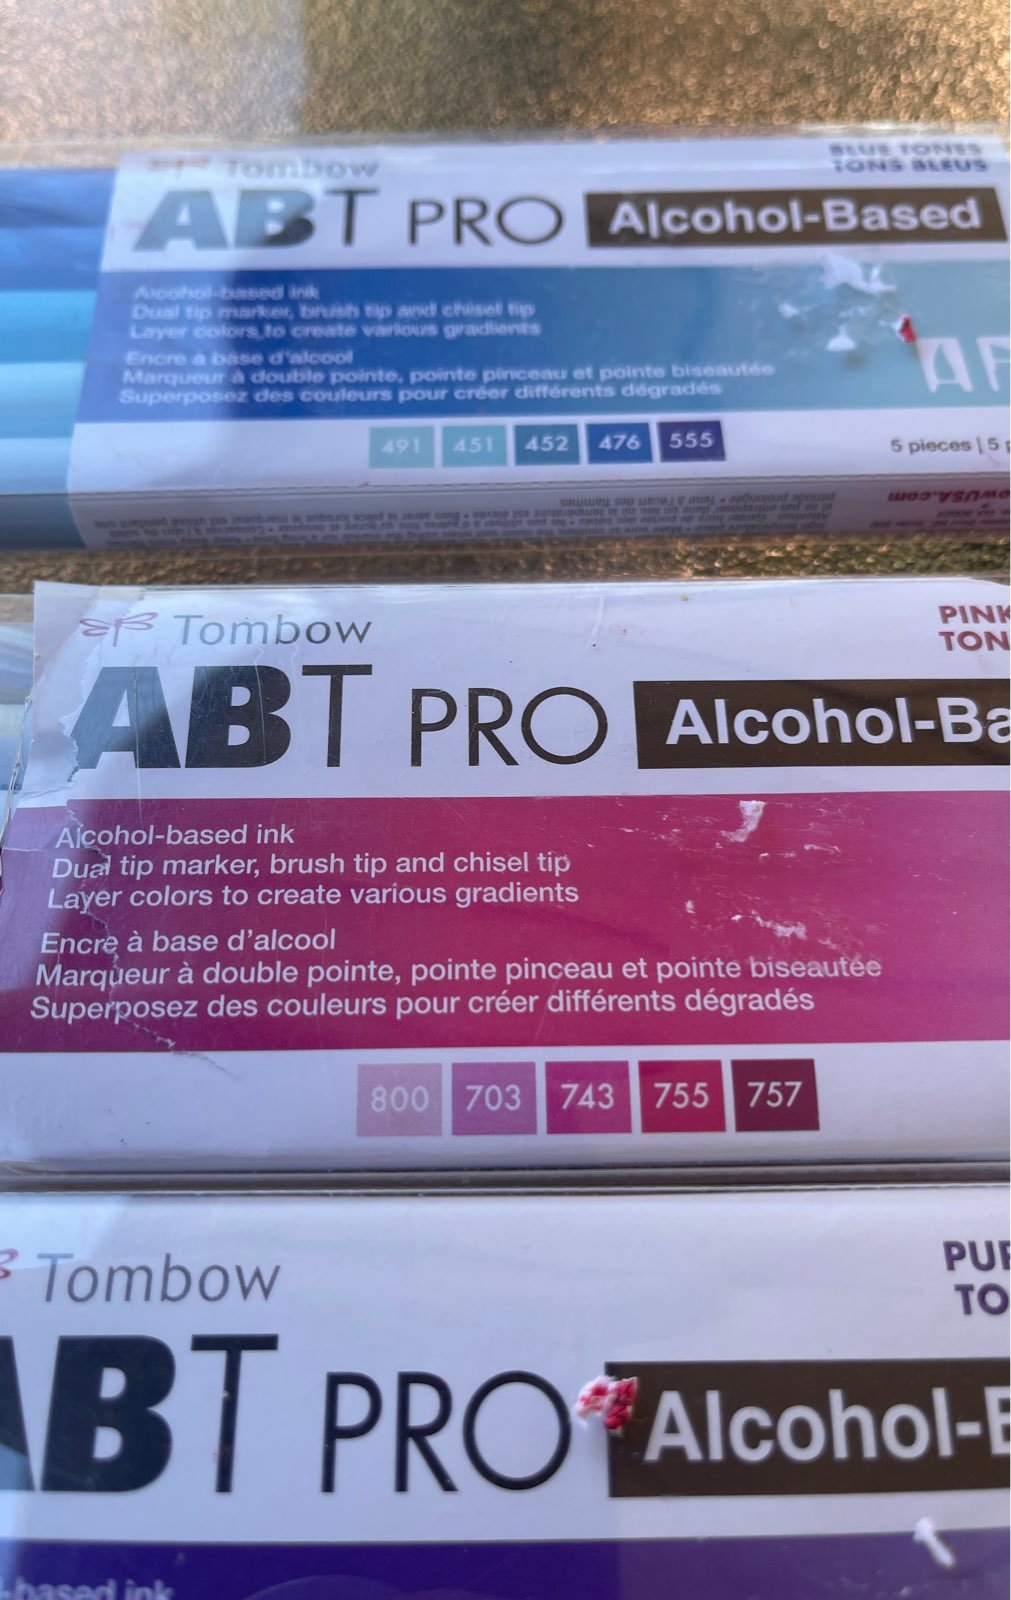 Tombow
BLUE TONES
TONS BLEUS
ABT PRO Alcohol-Based
Alcohol-based ink
Dual tip marker, brush tip and chisel tip
Layer colors to create various gradients
Encre à base d'alcool
Marqueur à double pointe, pointe pinceau et pointe biseautée
Superposez des couleurs pour créer différents dégradés
491 451 452 476 555
5 pieces | 5
Tombow
PINK
TON
ABT PRO Alcohol-Ba
Alcohol-based ink
Dual tip marker, brush tip and chisel tip
Layer colors to create various gradients
Encre à base d'alcool
Marqueur à double pointe, pointe pinceau et pointe biseautée
Superposez des couleurs pour créer différents dégradés
800 703 743 755 757
Tombow
PUR
TO
ABT PRO Alcohol-B
-based ink